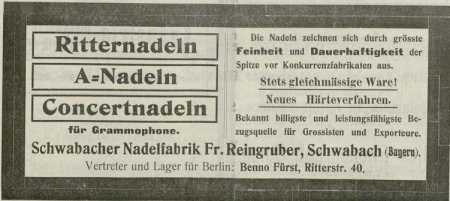 Ritternadeln
A=Nadeln
Concertnadeln
für Grammophone.
Die Nadeln zeichnen sich durch grösste
Feinheit und Dauerhaftigkeit der
Spitze vor Konkurrenzfabrikaten aus.
Stets gleichmässige Ware!
Neues Härteverfahren.
Bekannt billigste und leistungsfähigste Be-
zugsquelle für Grossisten und Exporteure.
Schwabacher Nadelfabrik Fr. Reingruber, Schwabach (Bayern).
Vertreter und Lager für Berlin: Benno Fürst, Ritterstr. 40.